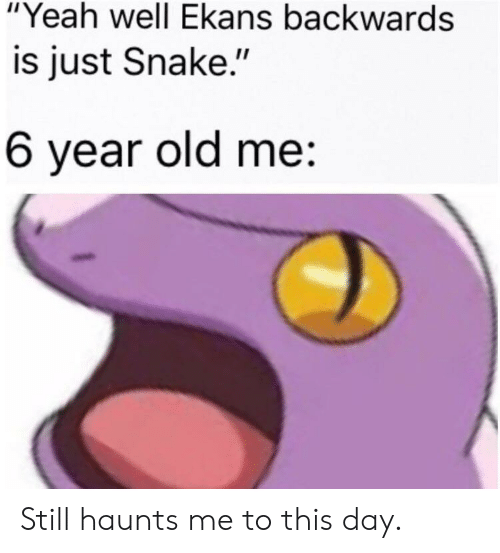 "Yeah well Ekans backwards
is just Snake."
6 year old me:
Still haunts me to this day.